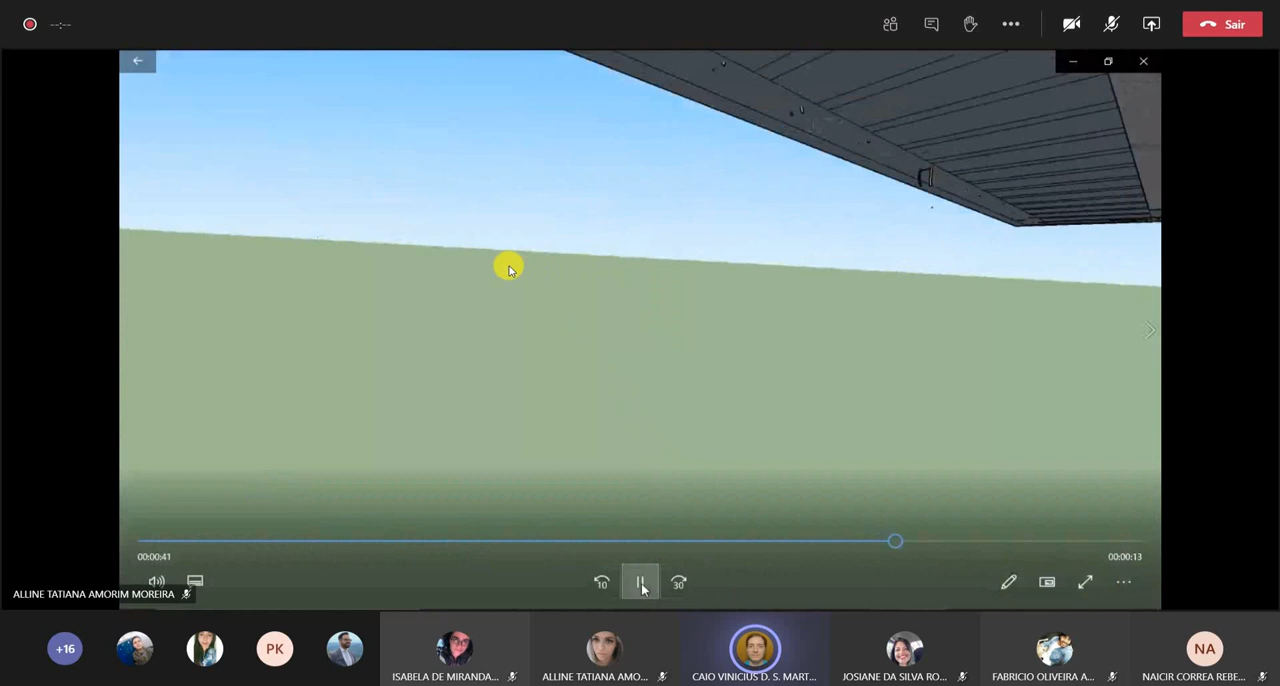 --:--
Sair
00:00:41
00:00:13
10
30
ALLINE TATIANA AMORIM MOREIRA
+16
PK
NA
ISABELA DE MIRANDA...
ALLINE TATIANA AMO...
CAIO VINICIUS D. S. MART...
JOSIANE DA SILVA RO...
FABRICIO OLIVEIRA A...
NAICIR CORREA REBE...